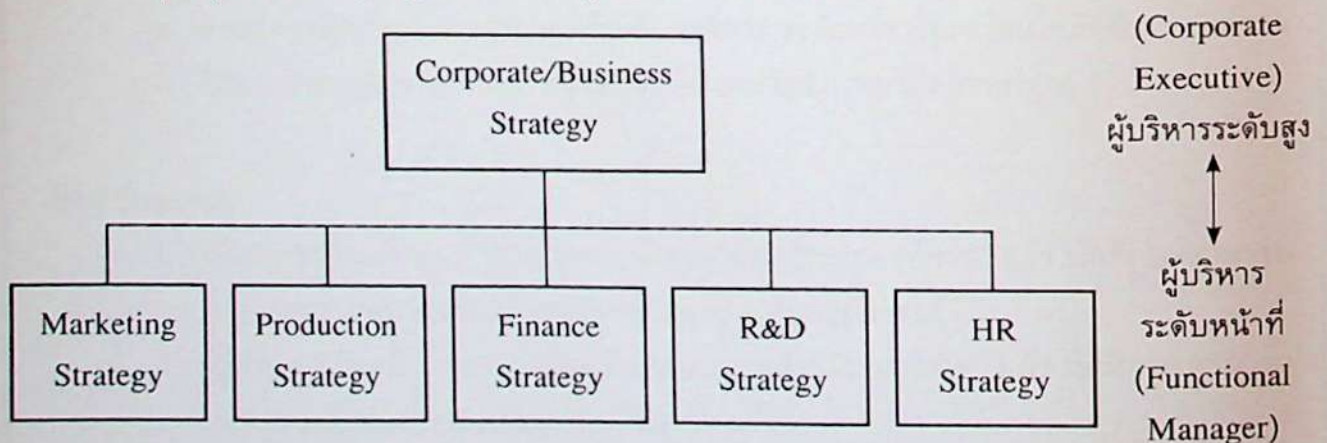 Corporate/Business
Strategy
(Corporate
Executive)
ผู้บริหารระดับสูง
Marketing
Strategy
Production
Strategy
Finance
Strategy
R&D
Strategy
HR
Strategy
ผู้บริหาร
ระดับหน้าที่
(Functional
Manager)